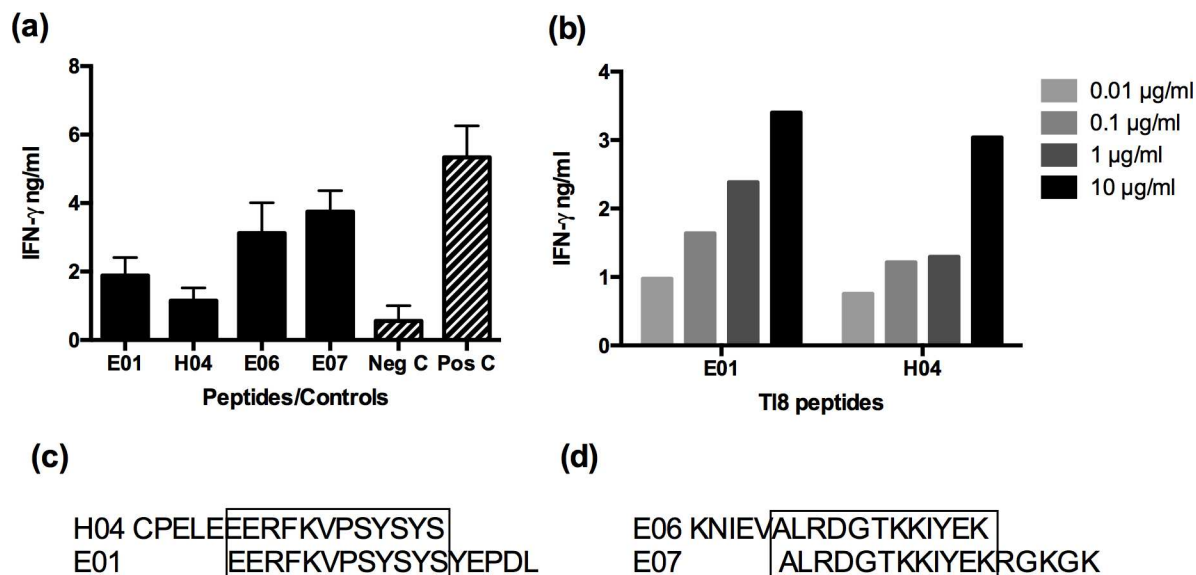 (a)
IFN-γ ng/ml
8
6
4
2
0
E01 H04 E06 E07 Neg C Pos C
Peptides/Controls
(b)
IFN-γ ng/ml
4
3
2
1
0
E01 H04
TI8 peptides
0.01 µg/ml
0.1 µg/ml
1 µg/ml
10 µg/ml
(c)
H04 CPELEEERFKVPSYSYS
E01 EERFKVPSYSYSYEPDL
(d)
E06 KNIEVALRDGTKKIYEK
E07 ALRDGTKKIYEKRGKGK